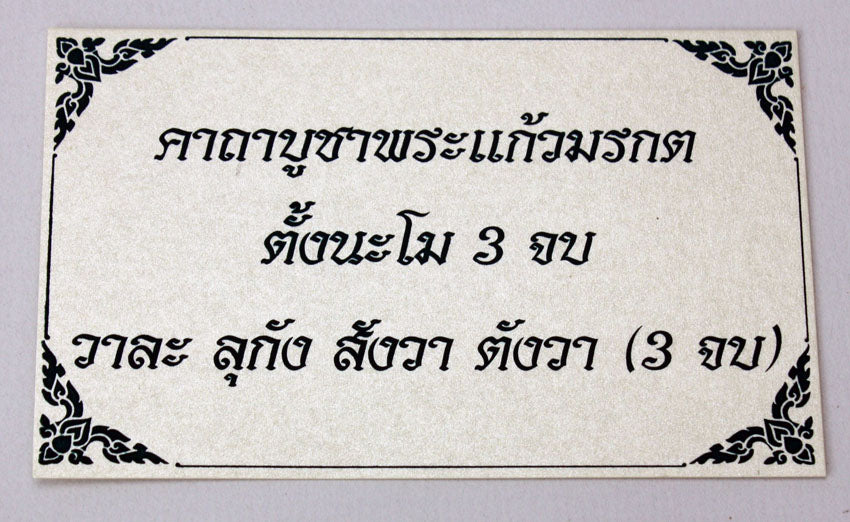 คาถาบูชาพระแก้วมรกต
ตั้งนะโม 3 จบ
วาละ ลุกัง สังวา ตังวา (3 จบ)